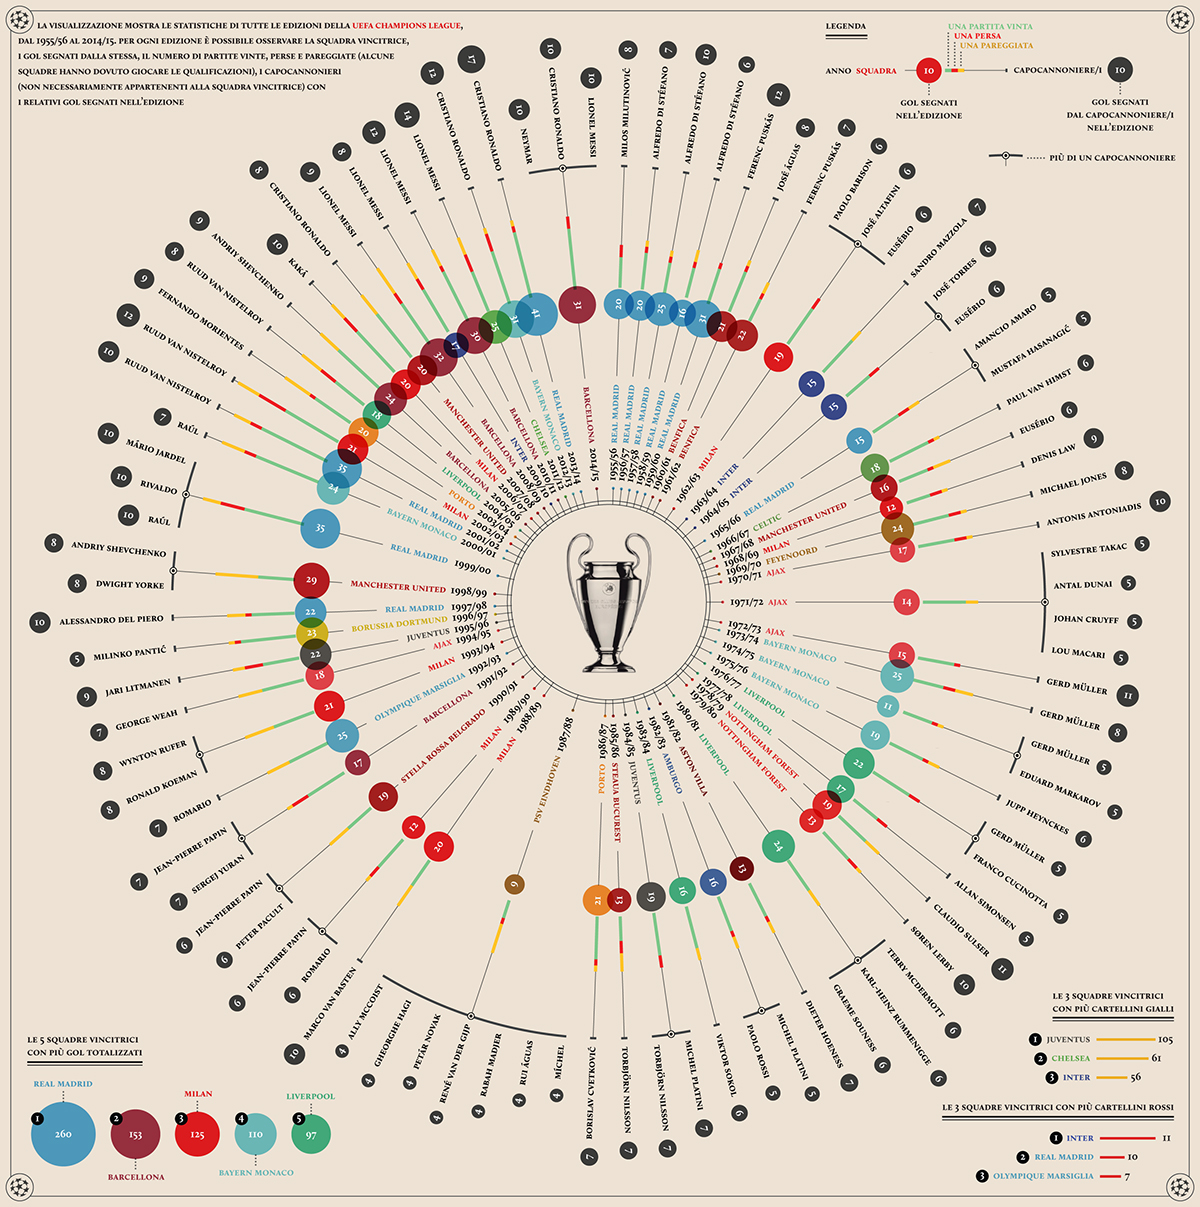 LA VISUALIZZAZIONE MOSTRA LE STATISTICHE DI TUTTE LE EDIZIONI DELLA UEFA CHAMPIONS LEAGUE,
DAL 1955/56 AL 2014/15. PER OGNI EDIZIONE È POSSIBILE OSSERVARE LA SQUADRA VINCITRICE,
I GOL SEGNATI DALLA STESSA, IL NUMERO DI PARTITE VINTE, PERSE E PAREGGIATE (ALCUNE
SQUADRE HANNO DOVUTO GIOCARE LE QUALIFICAZIONI), I CAPOCANNONIERI
(NON NECESSARIAMENTE APPARTENENTI ALLA SQUADRA VINCITRICE) CON
I RELATIVI GOL SEGNATI NELL'EDIZIONE
LEGENDA
UNA PARTITA VINTA
UNA PERSA
UNA PAREGGIATA
ANNO SQUADRA 10 CAPOCANNONIERE/I 10
GOL SEGNATI
NELL'EDIZIONE
GOL SEGNATI
DAL CAPOCANNONIERE/I
NELL'EDIZIONE
PIÙ DI UN CAPOCANNONIERE
MILOS MILUTINOVIĆ 8
ALFREDO DI STÉFANO 7
ALFREDO DI STÉFANO 10
ALFREDO DI STÉFANO 6
FERENC PUSKÁS 12
JOSÉ ÁGUAS 8
FERENC PUSKÁS 7
PAOLO BARISON 6
JOSÉ ALTAFINI 6
EUSÉBIO 6
SANDRO MAZZOLA 7
JOSÉ TORRES 6
EUSÉBIO 6
AMANCIO AMARO 5
MUSTAFA HASANAGIĆ 5
PAUL VAN HIMST 6
EUSÉBIO 6
DENIS LAW 9
MICHAEL JONES 8
ANTONIS ANTONIADIS 10
SYLVESTRE TAKAC 5
ANTAL DUNAI 5
JOHAN CRUYFF 5
LOU MACARI 5
GERD MÜLLER 11
GERD MÜLLER 8
GERD MÜLLER 5
EDUARD MARKAROV 5
JUPP HEYNCKES 6
GERD MÜLLER 5
FRANCO CUCINOTTA 5
ALLAN SIMONSEN 5
CLAUDIO SULSER 11
SØREN LERBY 10
TERRY MCDERMOTT 6
KARL-HEINZ RUMMENIGGE 6
GRAEME SOUNESS 6
DIETER HOENESS 7
MICHEL PLATINI 5
PAOLO ROSSI 5
VIKTOR SOKOL 6
MICHEL PLATINI 7
TORBJÖRN NILSSON 7
TORBJÖRN NILSSON 7
BORISLAV CVETKOVIĆ 7
MÍCHEL 4
RUI ÁGUAS 4
RABAH MADJER 4
RENÉ VAN DER GIJP 4
PETÁR NOVAK 4
GHEORGHE HAGI 4
ALLY MCCOIST 4
MARCO VAN BASTEN 10
ROMARIO 6
JEAN-PIERRE PAPIN 6
PETER PACULT 6
JEAN-PIERRE PAPIN 6
SERGEJ YURAN 7
JEAN-PIERRE PAPIN 7
ROMARIO 7
RONALD KOEMAN 8
WYNTON RUFER 8
GEORGE WEAH 7
JARI LITMANEN 9
MILINKO PANTIĆ 5
ALESSANDRO DEL PIERO 10
DWIGHT YORKE 8
ANDRIY SHEVCHENKO 8
RAÚL 10
RIVALDO 10
MÁRIO JARDEL 10
RAÚL 7
RUUD VAN NISTELROY 10
RUUD VAN NISTELROY 12
FERNANDO MORIENTES 9
RUUD VAN NISTELROY 8
ANDRIY SHEVCHENKO 9
KAKÁ 10
CRISTIANO RONALDO 8
LIONEL MESSI 9
LIONEL MESSI 8
LIONEL MESSI 12
LIONEL MESSI 14
CRISTIANO RONALDO 12
CRISTIANO RONALDO 17
NEYMAR 10
CRISTIANO RONALDO 10
LIONEL MESSI 10
1955/56 REAL MADRID 20
1956/57 REAL MADRID 20
1957/58 REAL MADRID 25
1958/59 REAL MADRID 16
1959/60 REAL MADRID 31
1960/61 BENFICA 21
1961/62 BENFICA 22
1962/63 MILAN 19
1963/64 INTER 15
1964/65 INTER 15
1965/66 REAL MADRID 15
1966/67 CELTIC 18
1967/68 MANCHESTER UNITED 16
1968/69 MILAN 12
1969/70 FEYENOORD 24
1970/71 AJAX 17
1971/72 AJAX 14
1972/73 AJAX 15
1973/74 BAYERN MONACO 25
1974/75 BAYERN MONACO 11
1975/76 BAYERN MONACO 19
1976/77 LIVERPOOL 22
1977/78 LIVERPOOL 17
1978/79 NOTTINGHAM FOREST 19
1979/80 NOTTINGHAM FOREST 13
1980/81 LIVERPOOL 24
1981/82 ASTON VILLA 13
1982/83 AMBURGO 16
1983/84 LIVERPOOL 16
1984/85 JUVENTUS 19
1985/86 STEAUA BUCUREST 13
1986/87 PORTO 21
1987/88 PSV EINDHOVEN 9
1988/89 MILAN 20
1989/90 MILAN 12
1990/91 STELLA ROSSA BELGRADO 19
1991/92 BARCELLONA 17
1992/93 OLYMPIQUE MARSIGLIA 25
1993/94 MILAN 21
1994/95 AJAX 18
1995/96 JUVENTUS 22
1996/97 BORUSSIA DORTMUND 23
1997/98 REAL MADRID 22
1998/99 MANCHESTER UNITED 29
1999/00 REAL MADRID 35
2000/01 BAYERN MONACO 24
2001/02 REAL MADRID 35
2002/03 MILAN 21
2003/04 PORTO 20
2004/05 LIVERPOOL 18
2005/06 BARCELLONA 24
2006/07 MILAN 20
2007/08 MANCHESTER UNITED 20
2008/09 BARCELLONA 32
2009/10 INTER 17
2010/11 BARCELLONA 30
2011/12 CHELSEA 25
2012/13 BAYERN MONACO 31
2013/14 REAL MADRID 41
2014/15 BARCELLONA 31
LE 5 SQUADRE VINCITRICI
CON PIÙ GOL TOTALIZZATI
REAL MADRID 1 260
2 153 BARCELLONA
MILAN 3 125
4 110 BAYERN MONACO
LIVERPOOL 5 97
LE 3 SQUADRE VINCITRICI
CON PIÙ CARTELLINI GIALLI
1 JUVENTUS 105
2 CHELSEA 61
3 INTER 56
LE 3 SQUADRE VINCITRICI CON PIÙ CARTELLINI ROSSI
1 INTER 11
2 REAL MADRID 10
3 OLYMPIQUE MARSIGLIA 7